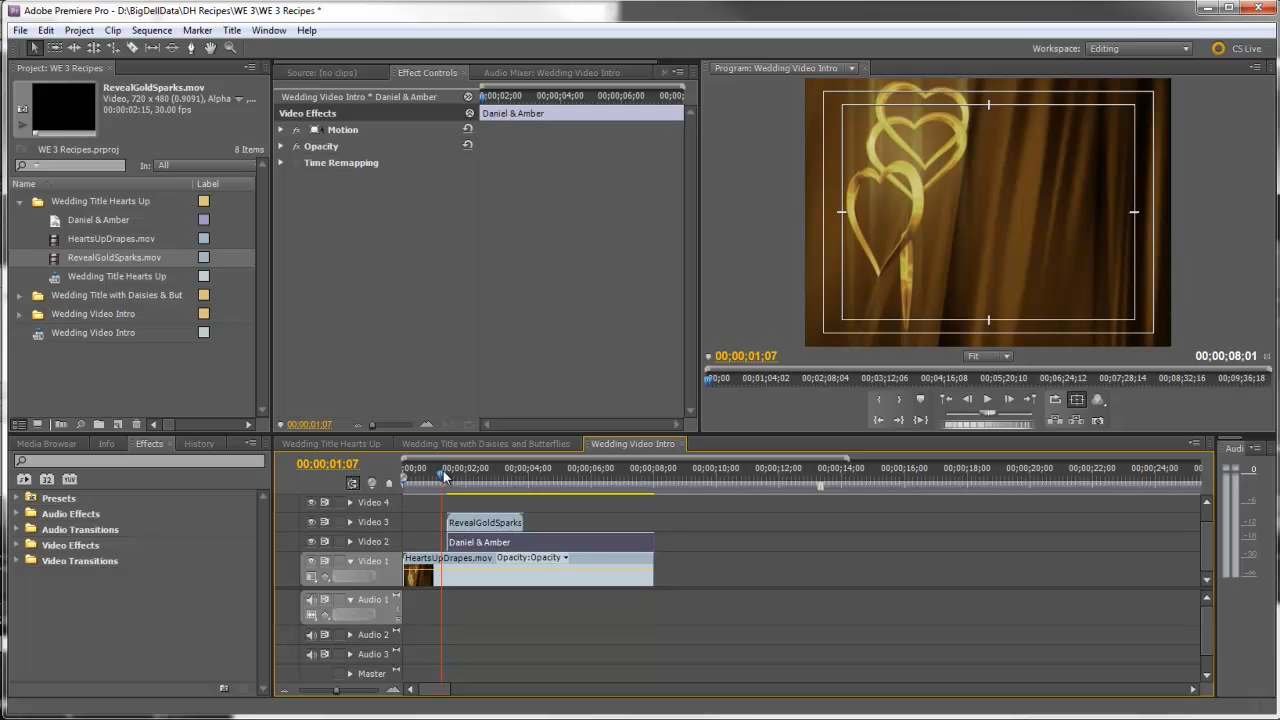 Adobe Premiere Pro - D:\BigDellData\DH Recipes\WE 3\WE 3 Recipes *
File Edit Project Clip Sequence Marker Title Window Help
Workspace: Editing CS Live
Project: WE 3 Recipes
RevealGoldSparks.mov
Video, 720 x 480 (0.9091), Alpha
00;00;02;15, 30.00 fps
WE 3 Recipes.prproj 8 Items
In: All
Name Label
Wedding Title Hearts Up
Daniel & Amber
HeartsUpDrapes.mov
RevealGoldSparks.mov
Wedding Title Hearts Up
Wedding Title with Daisies & But
Wedding Video Intro
Wedding Video Intro
Source: (no clips) Effect Controls Audio Mixer: Wedding Video Intro
Wedding Video Intro * Daniel & Amber
;00;00;02;00 00;00;04;00 00;00;06;00 00;00;
Video Effects Daniel & Amber
fx Motion
fx Opacity
Time Remapping
00;00;01;07
Program: Wedding Video Intro
00;00;01;07 Fit 00;00;08;01
00;00 00;01;04;02 00;02;08;04 00;03;12;06 00;04;16;08 00;05;20;10 00;06;24;12 00;07;28;14 00;08;32;16 00;09;36;18
Media Browser Info Effects History
32 YUV
Presets
Audio Effects
Audio Transitions
Video Effects
Video Transitions
Wedding Title Hearts Up Wedding Title with Daisies and Butterflies Wedding Video Intro
00;00;01;07
;00;00 00;00;02;00 00;00;04;00 00;00;06;00 00;00;08;00 00;00;10;00 00;00;12;00 00;00;14;00 00;00;16;00 00;00;18;00 00;00;20;00 00;00;22;00 00;00;24;00 00;
Video 4
Video 3 RevealGoldSparks
Video 2 Daniel & Amber
Video 1 HeartsUpDrapes.mov Opacity:Opacity
Audio 1
Audio 2
Audio 3
Master
Audi
0
-6
-12
-18
-30